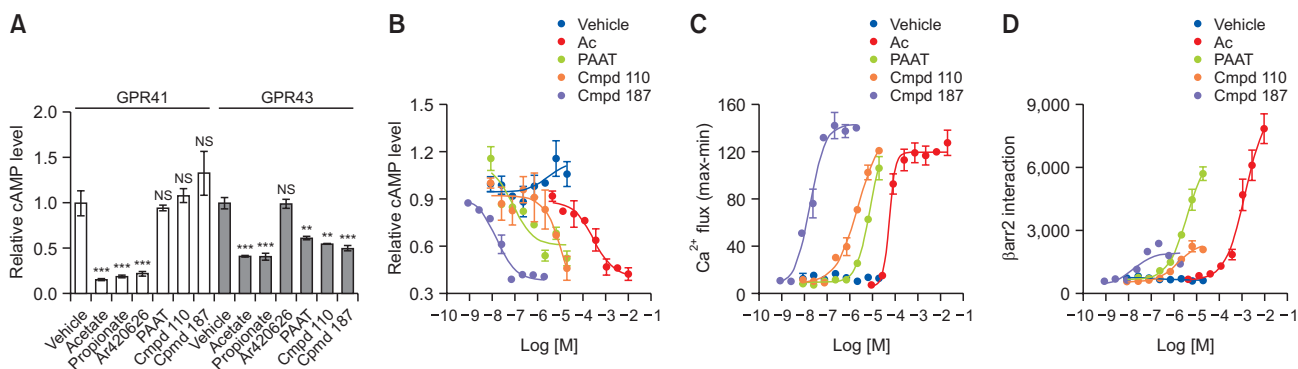 A
GPR41 GPR43
Relative cAMP level
2.0
1.5
1.0
0.5
0.0
*** *** *** NS NS NS *** *** NS ** ** ***
Vehicle
Acetate
Propionate
Ar420626
PAAT
Cmpd 110
Cpmd 187
Vehicle
Acetate
Propionate
Ar420626
PAAT
Cmpd 110
Cpmd 187
B
Vehicle
Ac
PAAT
Cmpd 110
Cmpd 187
Relative cAMP level
1.5
1.2
0.9
0.6
0.3
−10 −9 −8 −7 −6 −5 −4 −3 −2 −1
Log [M]
C
Vehicle
Ac
PAAT
Cmpd 110
Cmpd 187
Ca2+ flux (max-min)
160
120
80
40
0
−10 −9 −8 −7 −6 −5 −4 −3 −2 −1
Log [M]
D
Vehicle
Ac
PAAT
Cmpd 110
Cmpd 187
βarr2 interaction
9,000
6,000
3,000
0
−10 −9 −8 −7 −6 −5 −4 −3 −2 −1
Log [M]